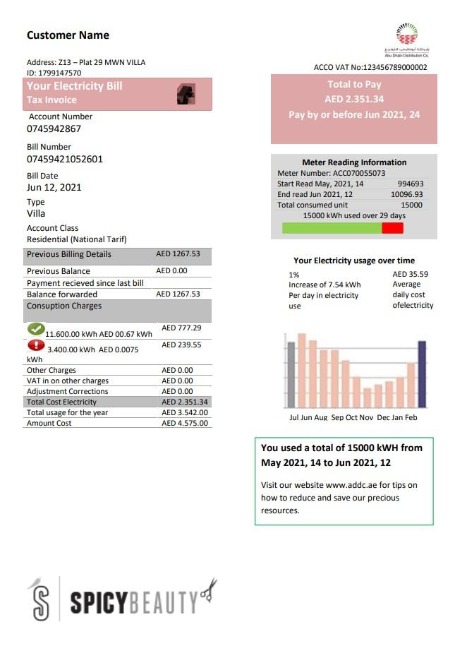 Customer Name
Address: Z13 – Plat 29 MWN VILLA
ID: 1799147570
Your Electricity Bill
Tax Invoice
Account Number
0745942867
Bill Number
07459421052601
Bill Date
Jun 12, 2021
Type
Villa
Account Class
Residential (National Tarif)
Previous Billing Details AED 1267.53
Previous Balance AED 0.00
Payment recieved since last bill
Balance forwarded AED 1267.53
Consuption Charges
11.600.00 kWh AED 00.67 kWh AED 777.29
3.400.00 kWh AED 0.0075 kWh AED 239.55
Other Charges AED 0.00
VAT in on other charges AED 0.00
Adjustment Corrections AED 0.00
Total Cost Electricity AED 2.351.34
Total usage for the year AED 3.542.00
Amount Cost AED 4.575.00
ACCO VAT No:123456789000002
Total to Pay
AED 2.351.34
Pay by or before Jun 2021, 24
Meter Reading Information
Meter Number: ACC070055073
Start Read May, 2021, 14 994693
End read Jun 2021, 12 10096.93
Total consumed unit 15000
15000 kWh used over 29 days
Your Electricity usage over time
1%
Increase of 7.54 kWh
Per day in electricity
use
AED 35.59
Average
daily cost
ofelectricity
Jul Jun Aug Sep Oct Nov Dec Jan Feb
You used a total of 15000 kWH from
May 2021, 14 to Jun 2021, 12
Visit our website www.addc.ae for tips on
how to reduce and save our precious
resources.
SPICYBEAUTY